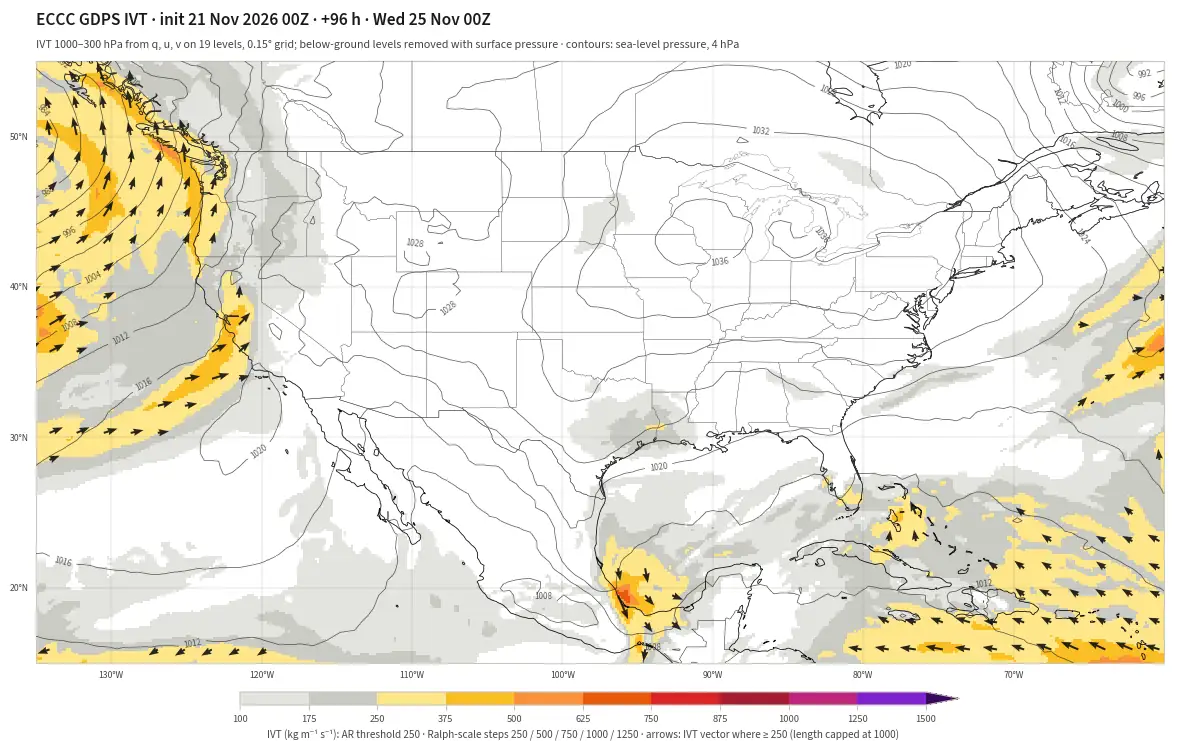 ECCC GDPS IVT · init 21 Nov 2026 00Z · +96 h · Wed 25 Nov 00Z
IVT 1000–300 hPa from q, u, v on 19 levels, 0.15° grid; below-ground levels removed with surface pressure · contours: sea-level pressure, 4 hPa
1020
992
996
1000
1012
1008
1016
1032
50°N
996
1024
1028
1036
1036
1004
1028
40°N
1008
1012
1016
30°N
1020
1020
1016
20°N
1008
1012
1012
130°W 120°W 110°W 100°W 90°W 80°W 70°W
100 175 250 375 500 625 750 875 1000 1250 1500
IVT (kg m⁻¹ s⁻¹): AR threshold 250 · Ralph-scale steps 250 / 500 / 750 / 1000 / 1250 · arrows: IVT vector where ≥ 250 (length capped at 1000)